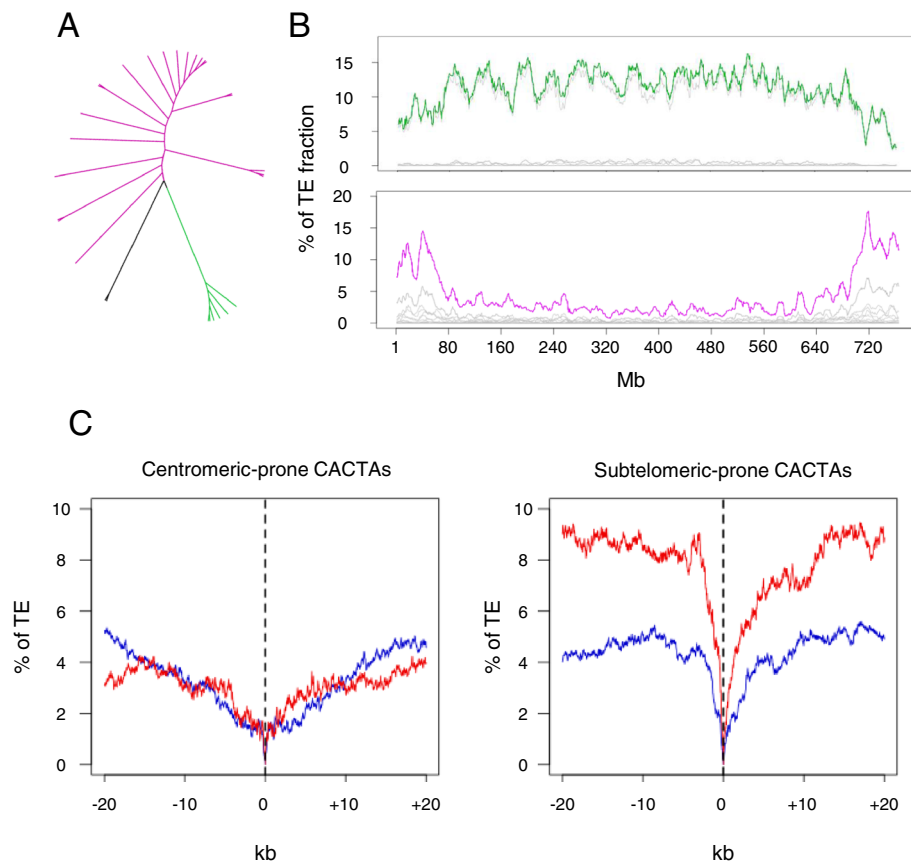 A
B
% of TE fraction
15
10
5
0
20
15
10
5
0
1 80 160 240 320 400 480 560 640 720
Mb
C
Centromeric-prone CACTAs
% of TE
10
8
6
4
2
0
-20 -10 0 +10 +20
kb
Subtelomeric-prone CACTAs
% of TE
10
8
6
4
2
0
-20 -10 0 +10 +20
kb